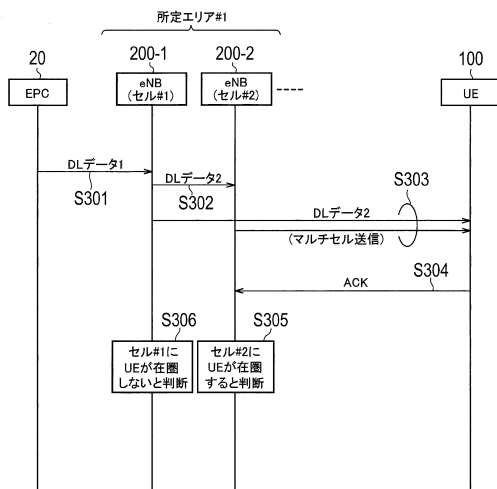 所定エリア#1
20
200-1
200-2
100
EPC
eNB
(セル#1)
eNB
(セル#2)
UE
DLデータ1
S301
DLデータ2
S302
S303
DLデータ2
(マルチセル送信)
S304
ACK
S306
S305
セル#1に
UEが在圏
しないと判断
セル#2に
UEが在圏
すると判断